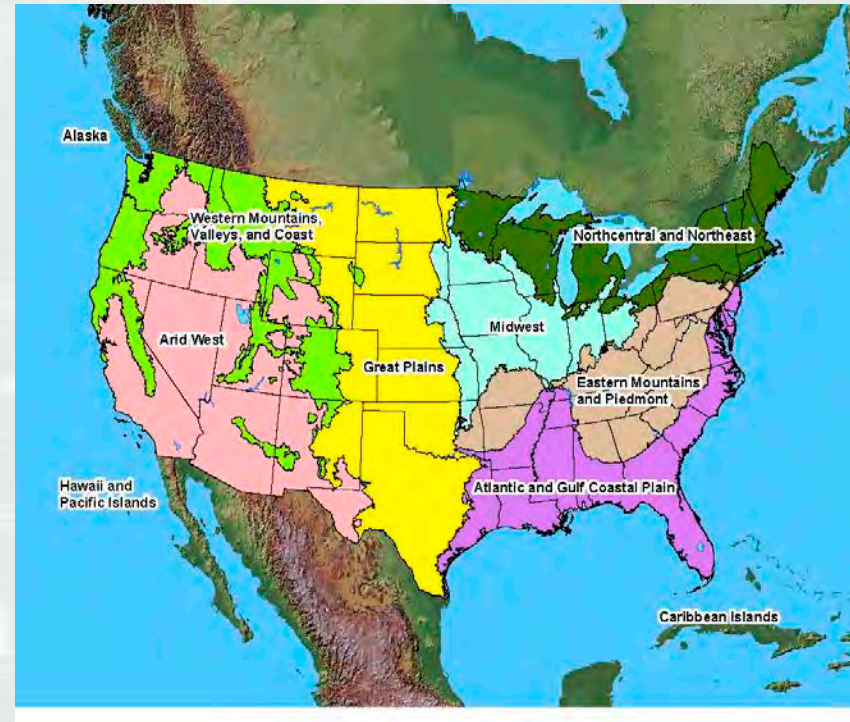 Alaska
Western Mountains,
Valleys, and Coast
Northcentral and Northeast
Midwest
Arid West
Great Plains
Eastern Mountains
and Piedmont
Hawaii and
Pacific Islands
Atlantic and Gulf Coastal Plain
Caribbean Islands